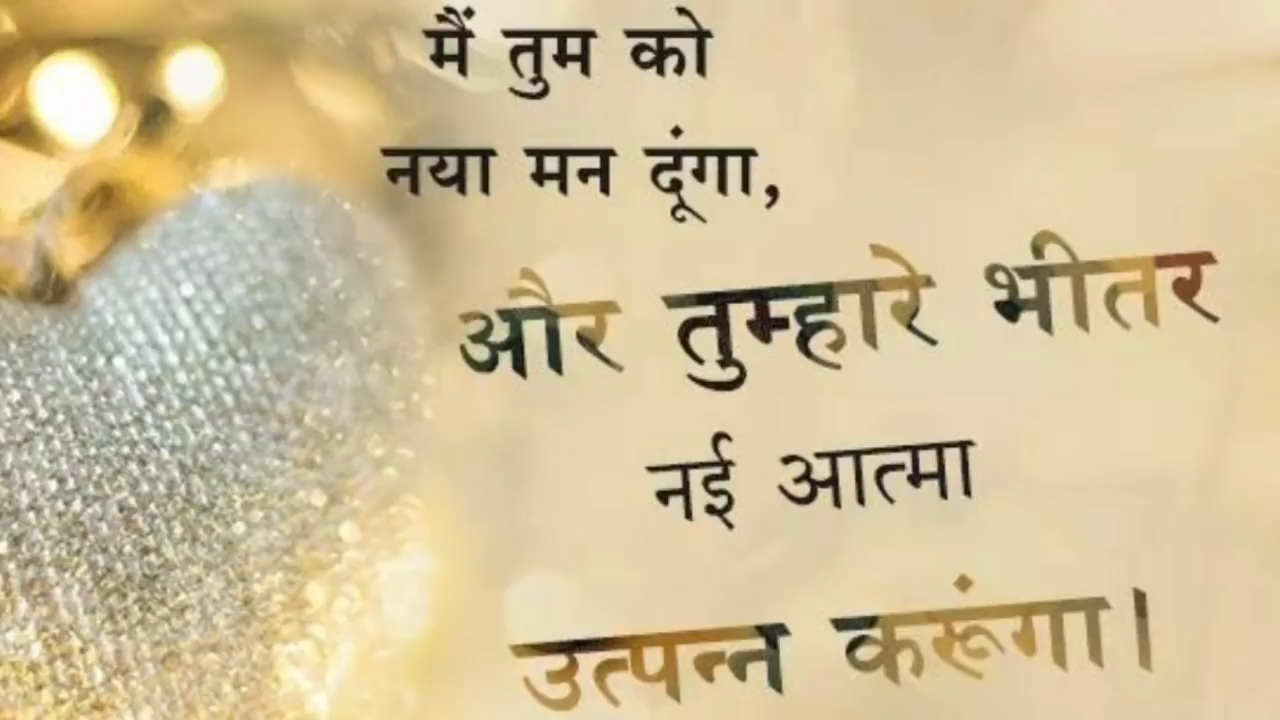 मैं तुम को
नया मन दूंगा,
और तुम्हारे भीतर
नई आत्मा
उत्पन्न करूंगा।